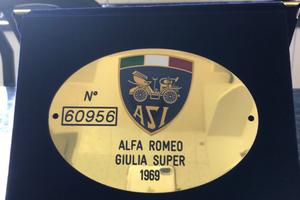 ASI
N° 60956
ALFA ROMEO
GIULIA SUPER
1969